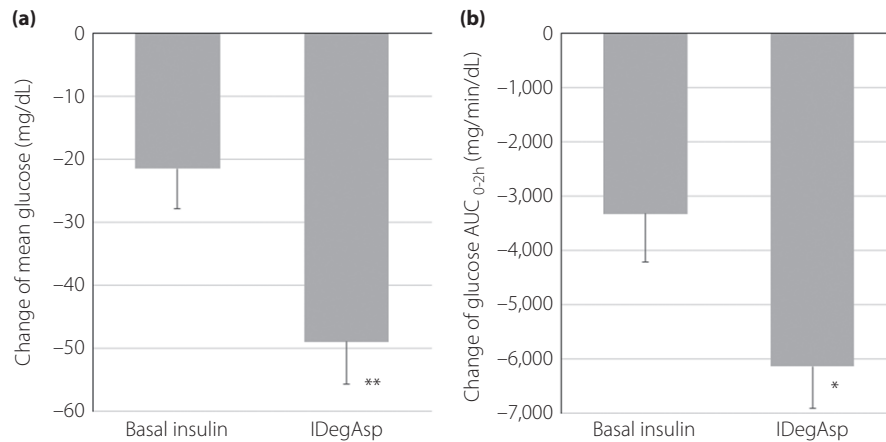 (a)
Change of mean glucose (mg/dL)
0
−10
−20
−30
−40
−50
−60
**
Basal insulin
IDegAsp
(b)
Change of glucose AUC 0-2h (mg/min/dL)
0
−1,000
−2,000
−3,000
−4,000
−5,000
−6,000
−7,000
*
Basal insulin
IDegAsp